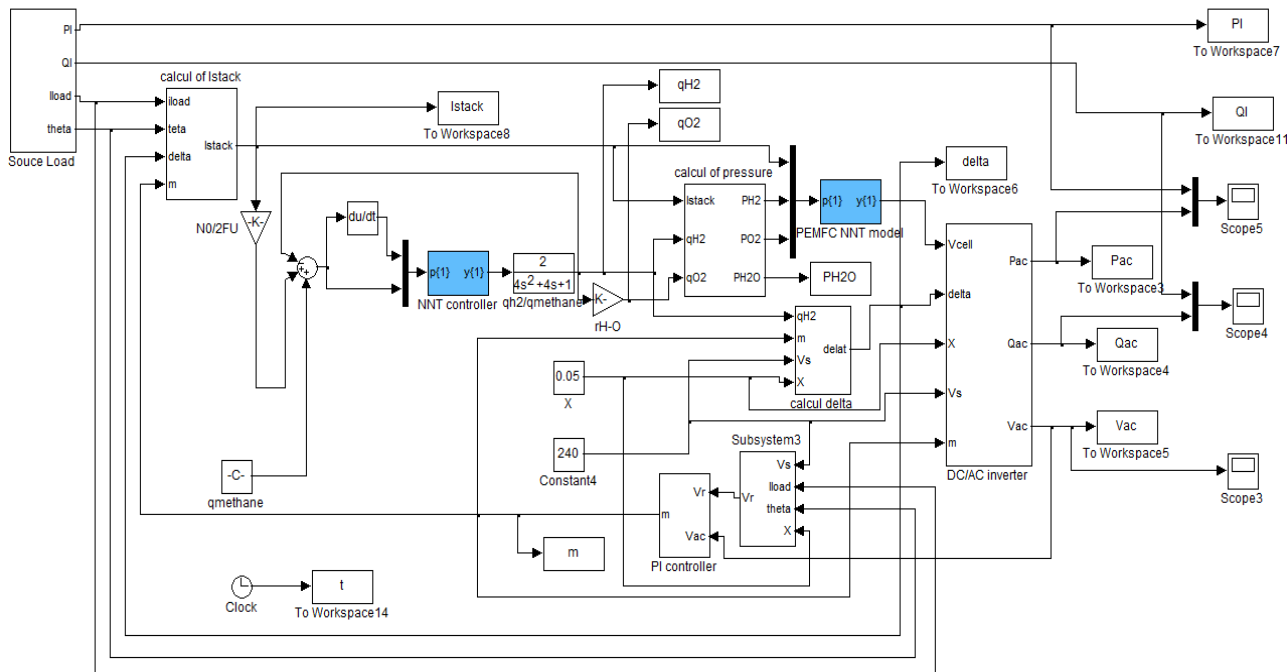 Pl
Ql
Iload
theta
Souce Load
calcul of Istack
iload
teta
delta
m
Istack
Istack
To Workspace8
qH2
qO2
Pl
To Workspace7
Ql
To Workspace11
delta
To Workspace6
-K-
N0/2FU
du/dt
p{1} y{1}
NNT controller
2
4s²+4s+1
qh2/qmethane
K-
rH-O
calcul of pressure
Istack
qH2
qO2
PH2
PO2
PH2O
PH2O
p{1} y{1}
PEMFC NNT model
qH2
m
Vs
X
delat
calcul delta
Vcell
delta
X
Vs
m
Pac
Qac
Vac
DC/AC inverter
Scope5
Pac
To Workspace3
Scope4
Qac
To Workspace4
Vac
To Workspace5
Scope3
0.05
X
240
Constant4
-C-
qmethane
Subsystem3
Vs
Iload
theta
X
Vr
Vr
m
Vac
PI controller
m
Clock
t
To Workspace14